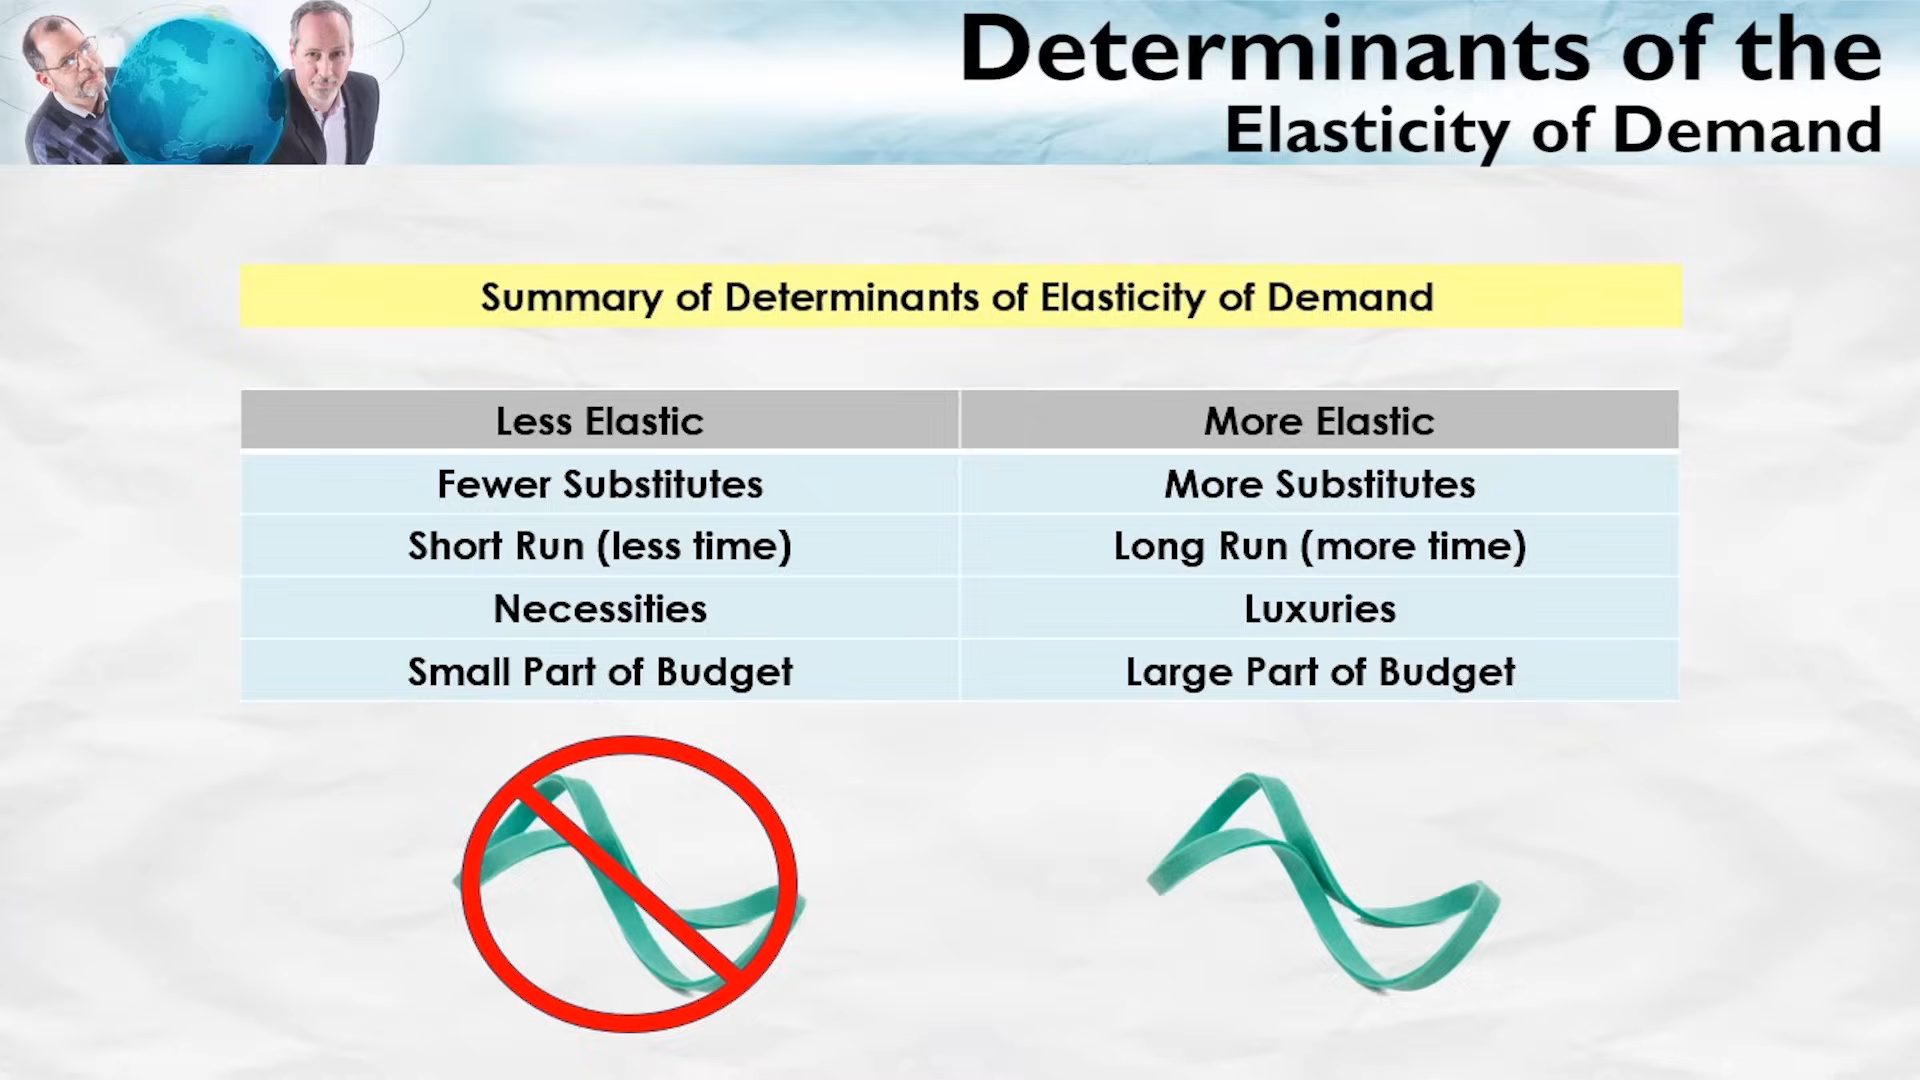 Determinants of the
Elasticity of Demand
Summary of Determinants of Elasticity of Demand
Less Elastic
More Elastic
Fewer Substitutes
More Substitutes
Short Run (less time)
Long Run (more time)
Necessities
Luxuries
Small Part of Budget
Large Part of Budget